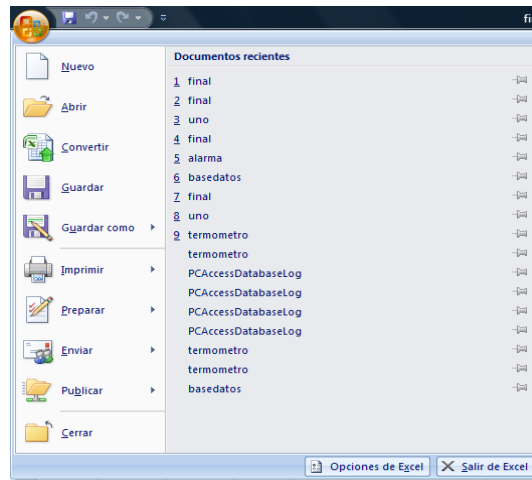 fi
Nuevo
Abrir
Convertir
Guardar
Guardar como
Imprimir
Preparar
Enviar
Publicar
Cerrar
Documentos recientes
1 final
2 final
3 uno
4 final
5 alarma
6 basedatos
7 final
8 uno
9 termometro
termometro
PCAccessDatabaseLog
PCAccessDatabaseLog
PCAccessDatabaseLog
PCAccessDatabaseLog
termometro
termometro
basedatos
Opciones de Excel
Salir de Excel